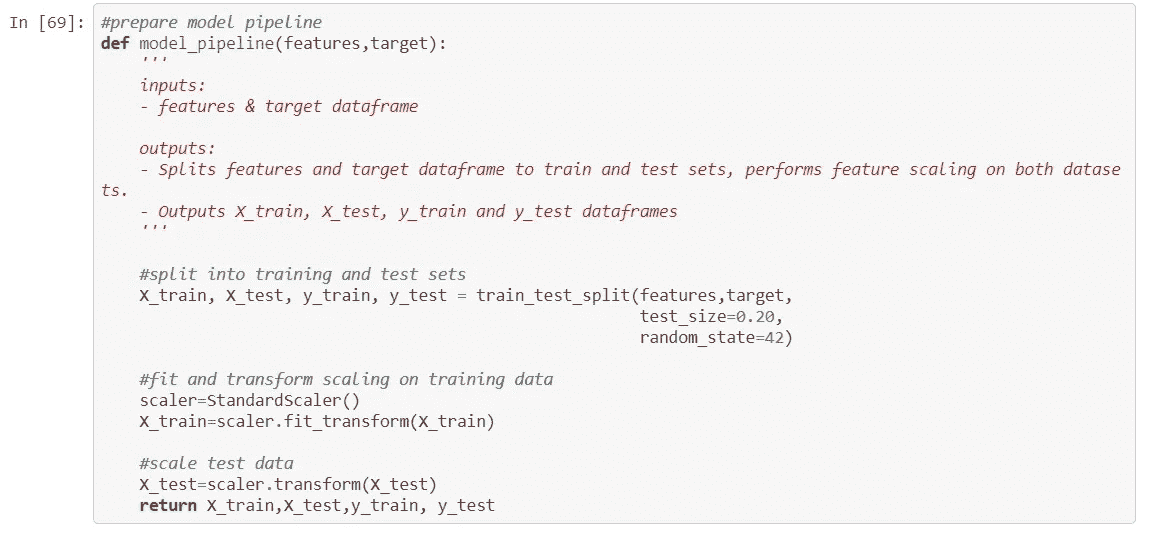 In [69]: #prepare model pipeline
def model_pipeline(features,target):
    '''
    inputs:
    - features & target dataframe

    outputs:
    - Splits features and target dataframe to train and test sets, performs feature scaling on both datase
ts.
    - Outputs X_train, X_test, y_train and y_test dataframes
    '''

    #split into training and test sets
    X_train, X_test, y_train, y_test = train_test_split(features,target,
                                                        test_size=0.20,
                                                        random_state=42)

    #fit and transform scaling on training data
    scaler=StandardScaler()
    X_train=scaler.fit_transform(X_train)

    #scale test data
    X_test=scaler.transform(X_test)
    return X_train,X_test,y_train, y_test